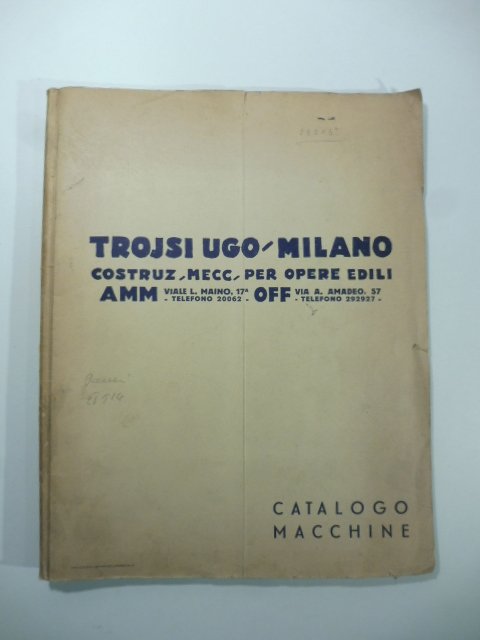 TROJSI UGO - MILANO
COSTRUZ. MECC. PER OPERE EDILI
AMM VIALE L. MAINO, 17ª - TELEFONO 20062 - OFF VIA A. AMADEO, 57 - TELEFONO 292927 -
CATALOGO
MACCHINE